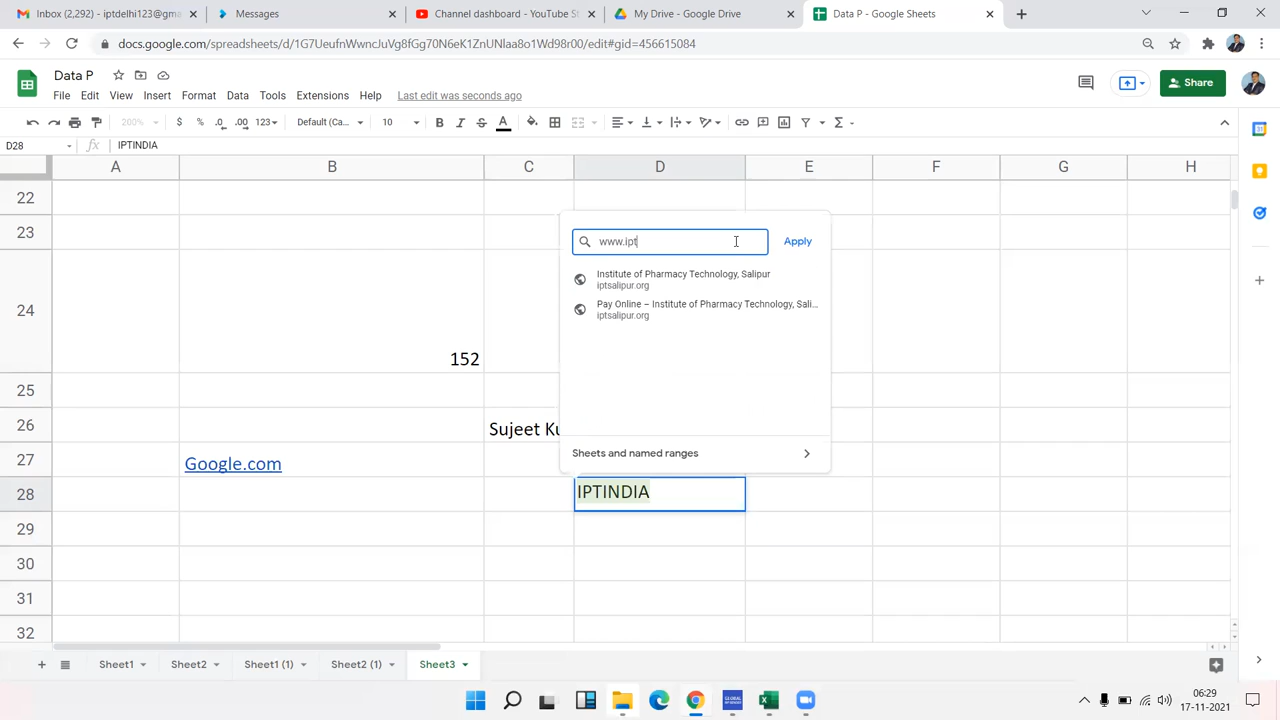 Inbox (2,292) - iptdelhi123@gma
Messages
Channel dashboard - YouTube St
My Drive - Google Drive
Data P - Google Sheets
docs.google.com/spreadsheets/d/1G7UeufnWwncJuVg8fGg70N6eK1ZnUNlaa8o1Wd98r00/edit#gid=456615084
Data P
File Edit View Insert Format Data Tools Extensions Help Last edit was seconds ago
Share
200% $ % .0 .00 123 Default (Ca... 10 B I S A
D28 fx IPTINDIA
A B C D E F G H
22
23
www.ipt Apply
Institute of Pharmacy Technology, Salipur
iptsalipur.org
Pay Online – Institute of Pharmacy Technology, Sali...
iptsalipur.org
24 152
25
26 Sujeet Ku
27 Google.com
Sheets and named ranges
28 IPTINDIA
29
30
31
32
Sheet1 Sheet2 Sheet1 (1) Sheet2 (1) Sheet3
06:29
17-11-2021